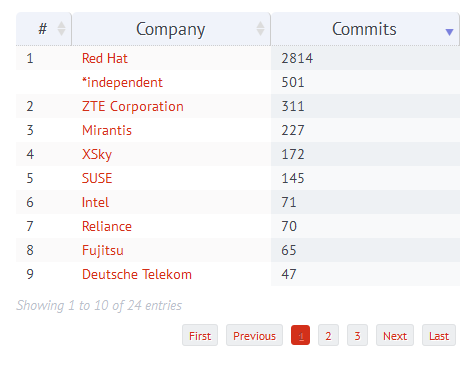 # Company Commits
1 Red Hat 2814
*independent 501
2 ZTE Corporation 311
3 Mirantis 227
4 XSky 172
5 SUSE 145
6 Intel 71
7 Reliance 70
8 Fujitsu 65
9 Deutsche Telekom 47
Showing 1 to 10 of 24 entries
First Previous 1 2 3 Next Last